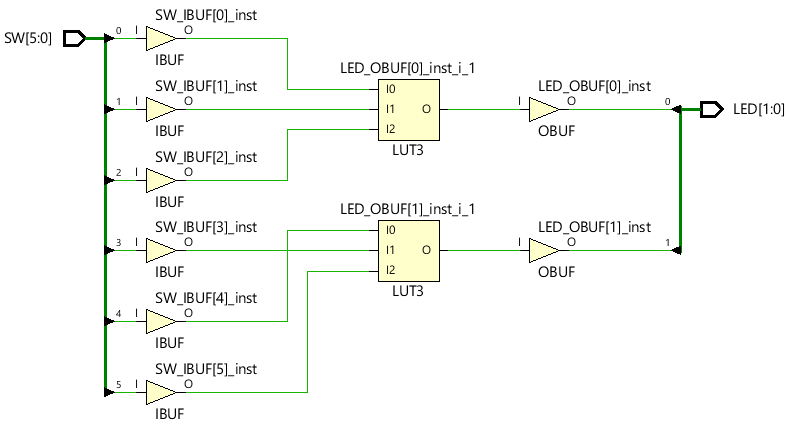 SW_IBUF[0]_inst
SW[5:0]
0
I
O
IBUF
SW_IBUF[1]_inst
1
I
O
IBUF
SW_IBUF[2]_inst
2
I
O
IBUF
LED_OBUF[0]_inst_i_1
I0
I1
O
I2
LUT3
LED_OBUF[0]_inst
I
O
OBUF
0
LED[1:0]
SW_IBUF[3]_inst
3
I
O
IBUF
SW_IBUF[4]_inst
4
I
O
IBUF
SW_IBUF[5]_inst
5
I
O
IBUF
LED_OBUF[1]_inst_i_1
I0
I1
O
I2
LUT3
LED_OBUF[1]_inst
I
O
OBUF
1